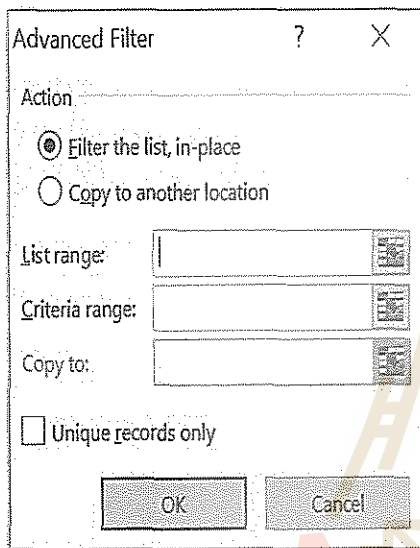 Advanced Filter ?
Action
Filter the list, in-place
Copy to another location
List range:
Criteria range:
Copy to:
Unique records only
OK Cancel